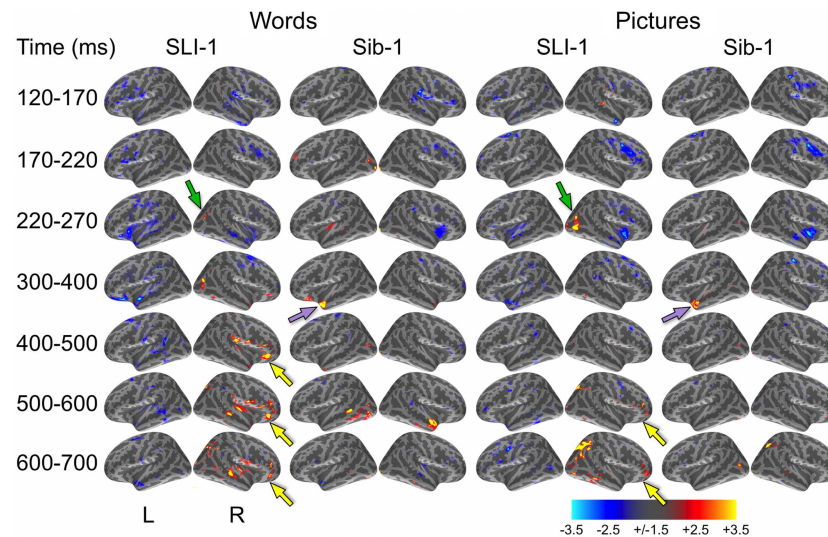 Words Pictures
Time (ms) SLI-1 Sib-1 SLI-1 Sib-1
120-170
170-220
220-270
300-400
400-500
500-600
600-700
L R
-3.5 -2.5 +/-1.5 +2.5 +3.5